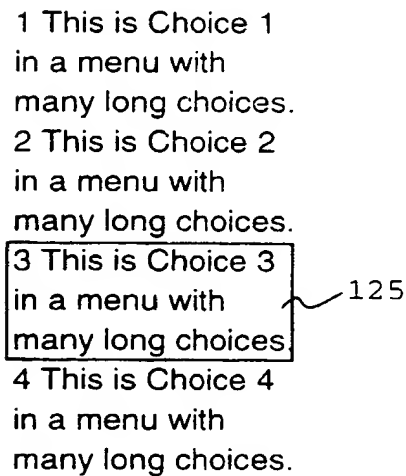 1 This is Choice 1
in a menu with
many long choices.
2 This is Choice 2
in a menu with
many long choices.
3 This is Choice 3
in a menu with
many long choices.
125
4 This is Choice 4
in a menu with
many long choices.